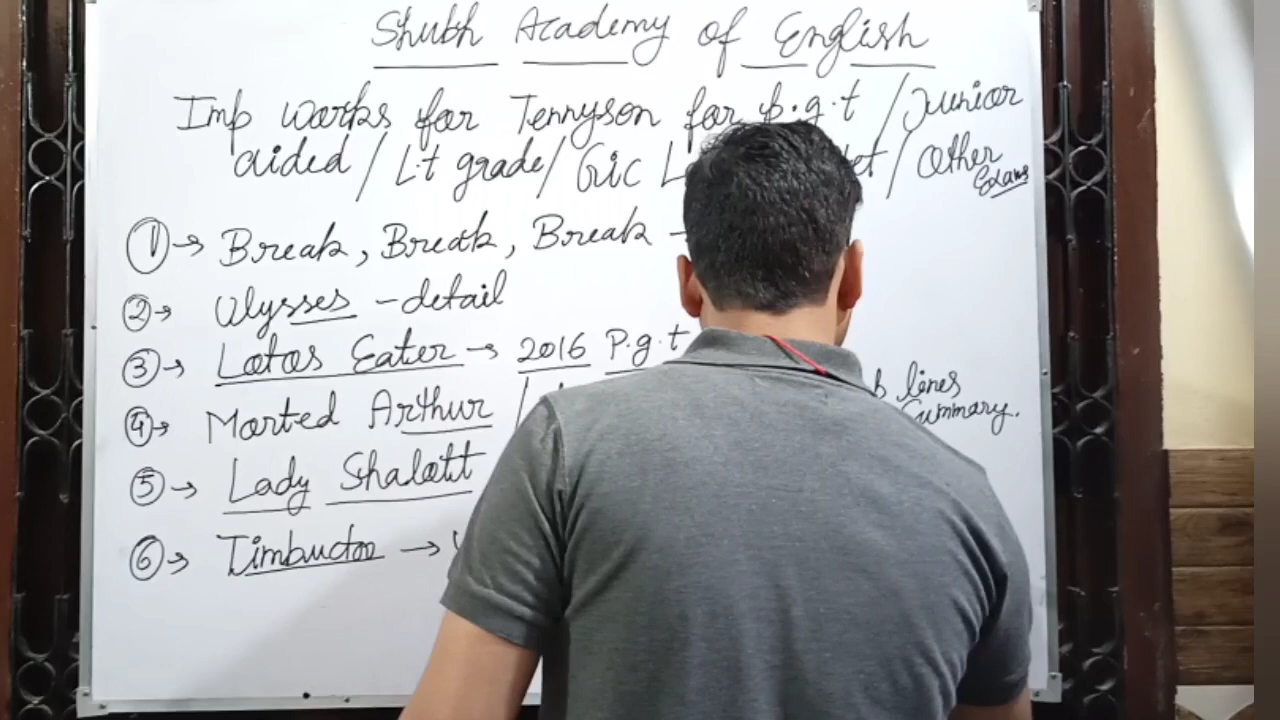 Shubh Academy of English
Imp works for Tennyson for p.g.t / Junior
aided / L.t grade / Gic L / Other
Exams
① → Break, Break, Break -
② → Ulysses - detail
③ → Lotos Eater → 2016 P.g.t
④ → Morted Arthur / lines
Summary.
⑤ → Lady Shalott
⑥ → Timbuctoo →